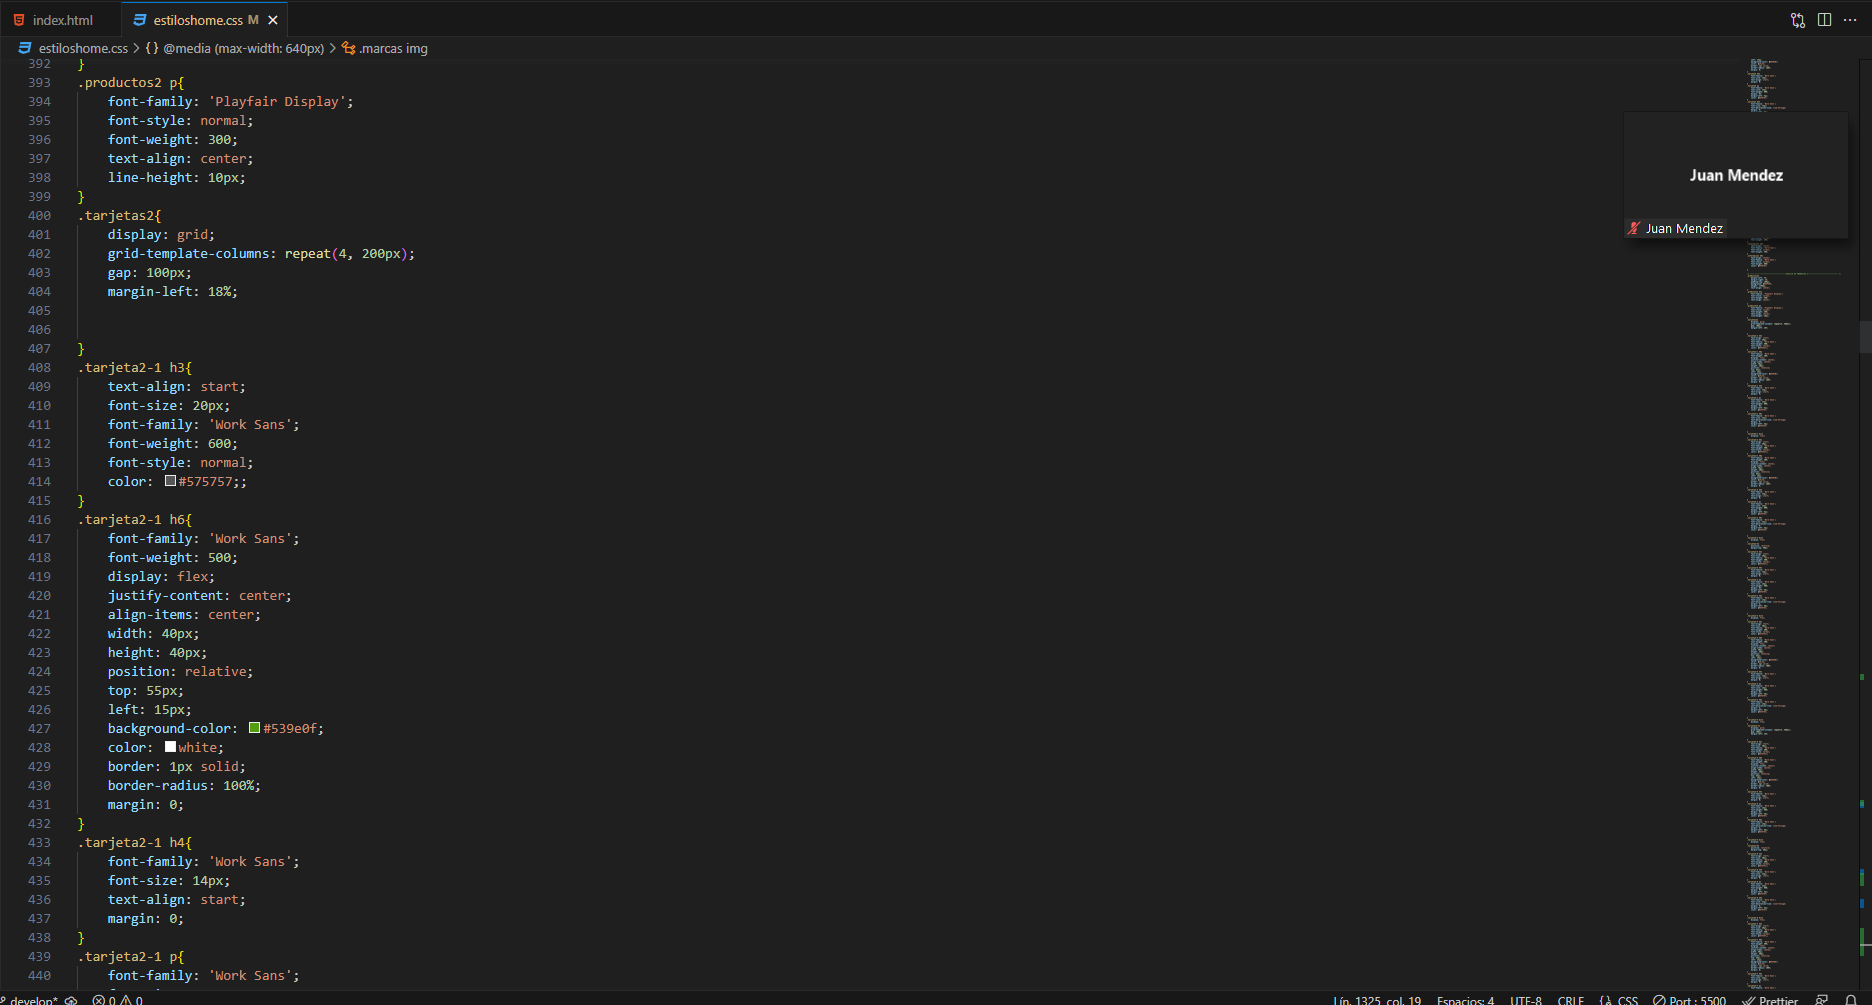 index.html
estiloshome.css M
estiloshome.css > {} @media (max-width: 640px) > .marcas img
392 }
393 .productos2 p{
394 font-family: 'Playfair Display';
395 font-style: normal;
396 font-weight: 300;
397 text-align: center;
398 line-height: 10px;
399 }
400 .tarjetas2{
401 display: grid;
402 grid-template-columns: repeat(4, 200px);
403 gap: 100px;
404 margin-left: 18%;
405
406
407 }
408 .tarjeta2-1 h3{
409 text-align: start;
410 font-size: 20px;
411 font-family: 'Work Sans';
412 font-weight: 600;
413 font-style: normal;
414 color: #575757;;
415 }
416 .tarjeta2-1 h6{
417 font-family: 'Work Sans';
418 font-weight: 500;
419 display: flex;
420 justify-content: center;
421 align-items: center;
422 width: 40px;
423 height: 40px;
424 position: relative;
425 top: 55px;
426 left: 15px;
427 background-color: #539e0f;
428 color: white;
429 border: 1px solid;
430 border-radius: 100%;
431 margin: 0;
432 }
433 .tarjeta2-1 h4{
434 font-family: 'Work Sans';
435 font-size: 14px;
436 text-align: start;
437 margin: 0;
438 }
439 .tarjeta2-1 p{
440 font-family: 'Work Sans';
Juan Mendez
Juan Mendez
develop* 0 0
Lín. 1325, col. 19 Espacios: 4 UTF-8 CRLF {} CSS Port : 5500 Prettier